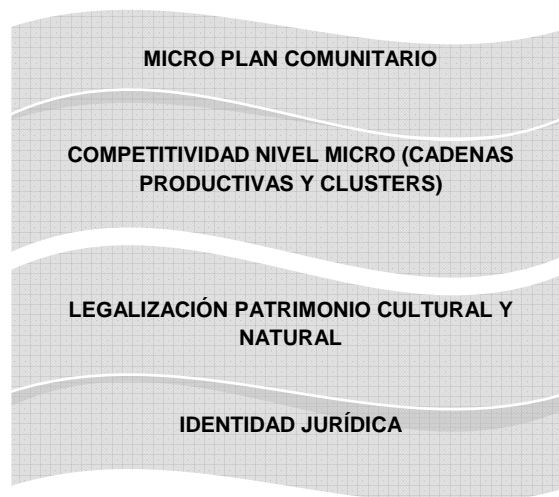 MICRO PLAN COMUNITARIO
COMPETITIVIDAD NIVEL MICRO (CADENAS
PRODUCTIVAS Y CLUSTERS)
LEGALIZACIÓN PATRIMONIO CULTURAL Y
NATURAL
IDENTIDAD JURÍDICA